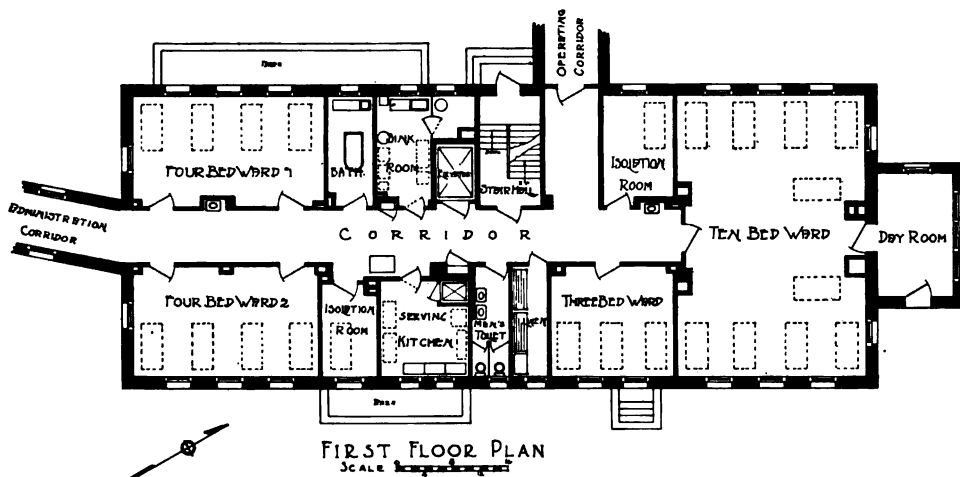 OPERATING
CORRIDOR
FOUR BED WARD 1
BATH
SINK
ROOM
ELEVATOR
STAIR HALL
ISOLATION
ROOM
ADMINISTRATION
CORRIDOR
CORRIDOR
TEN BED WARD
DAY ROOM
FOUR BED WARD 2
ISOLATION
ROOM
SERVING
KITCHEN
MEN'S
TOILET
LINEN
THREE BED WARD
FIRST FLOOR PLAN
SCALE